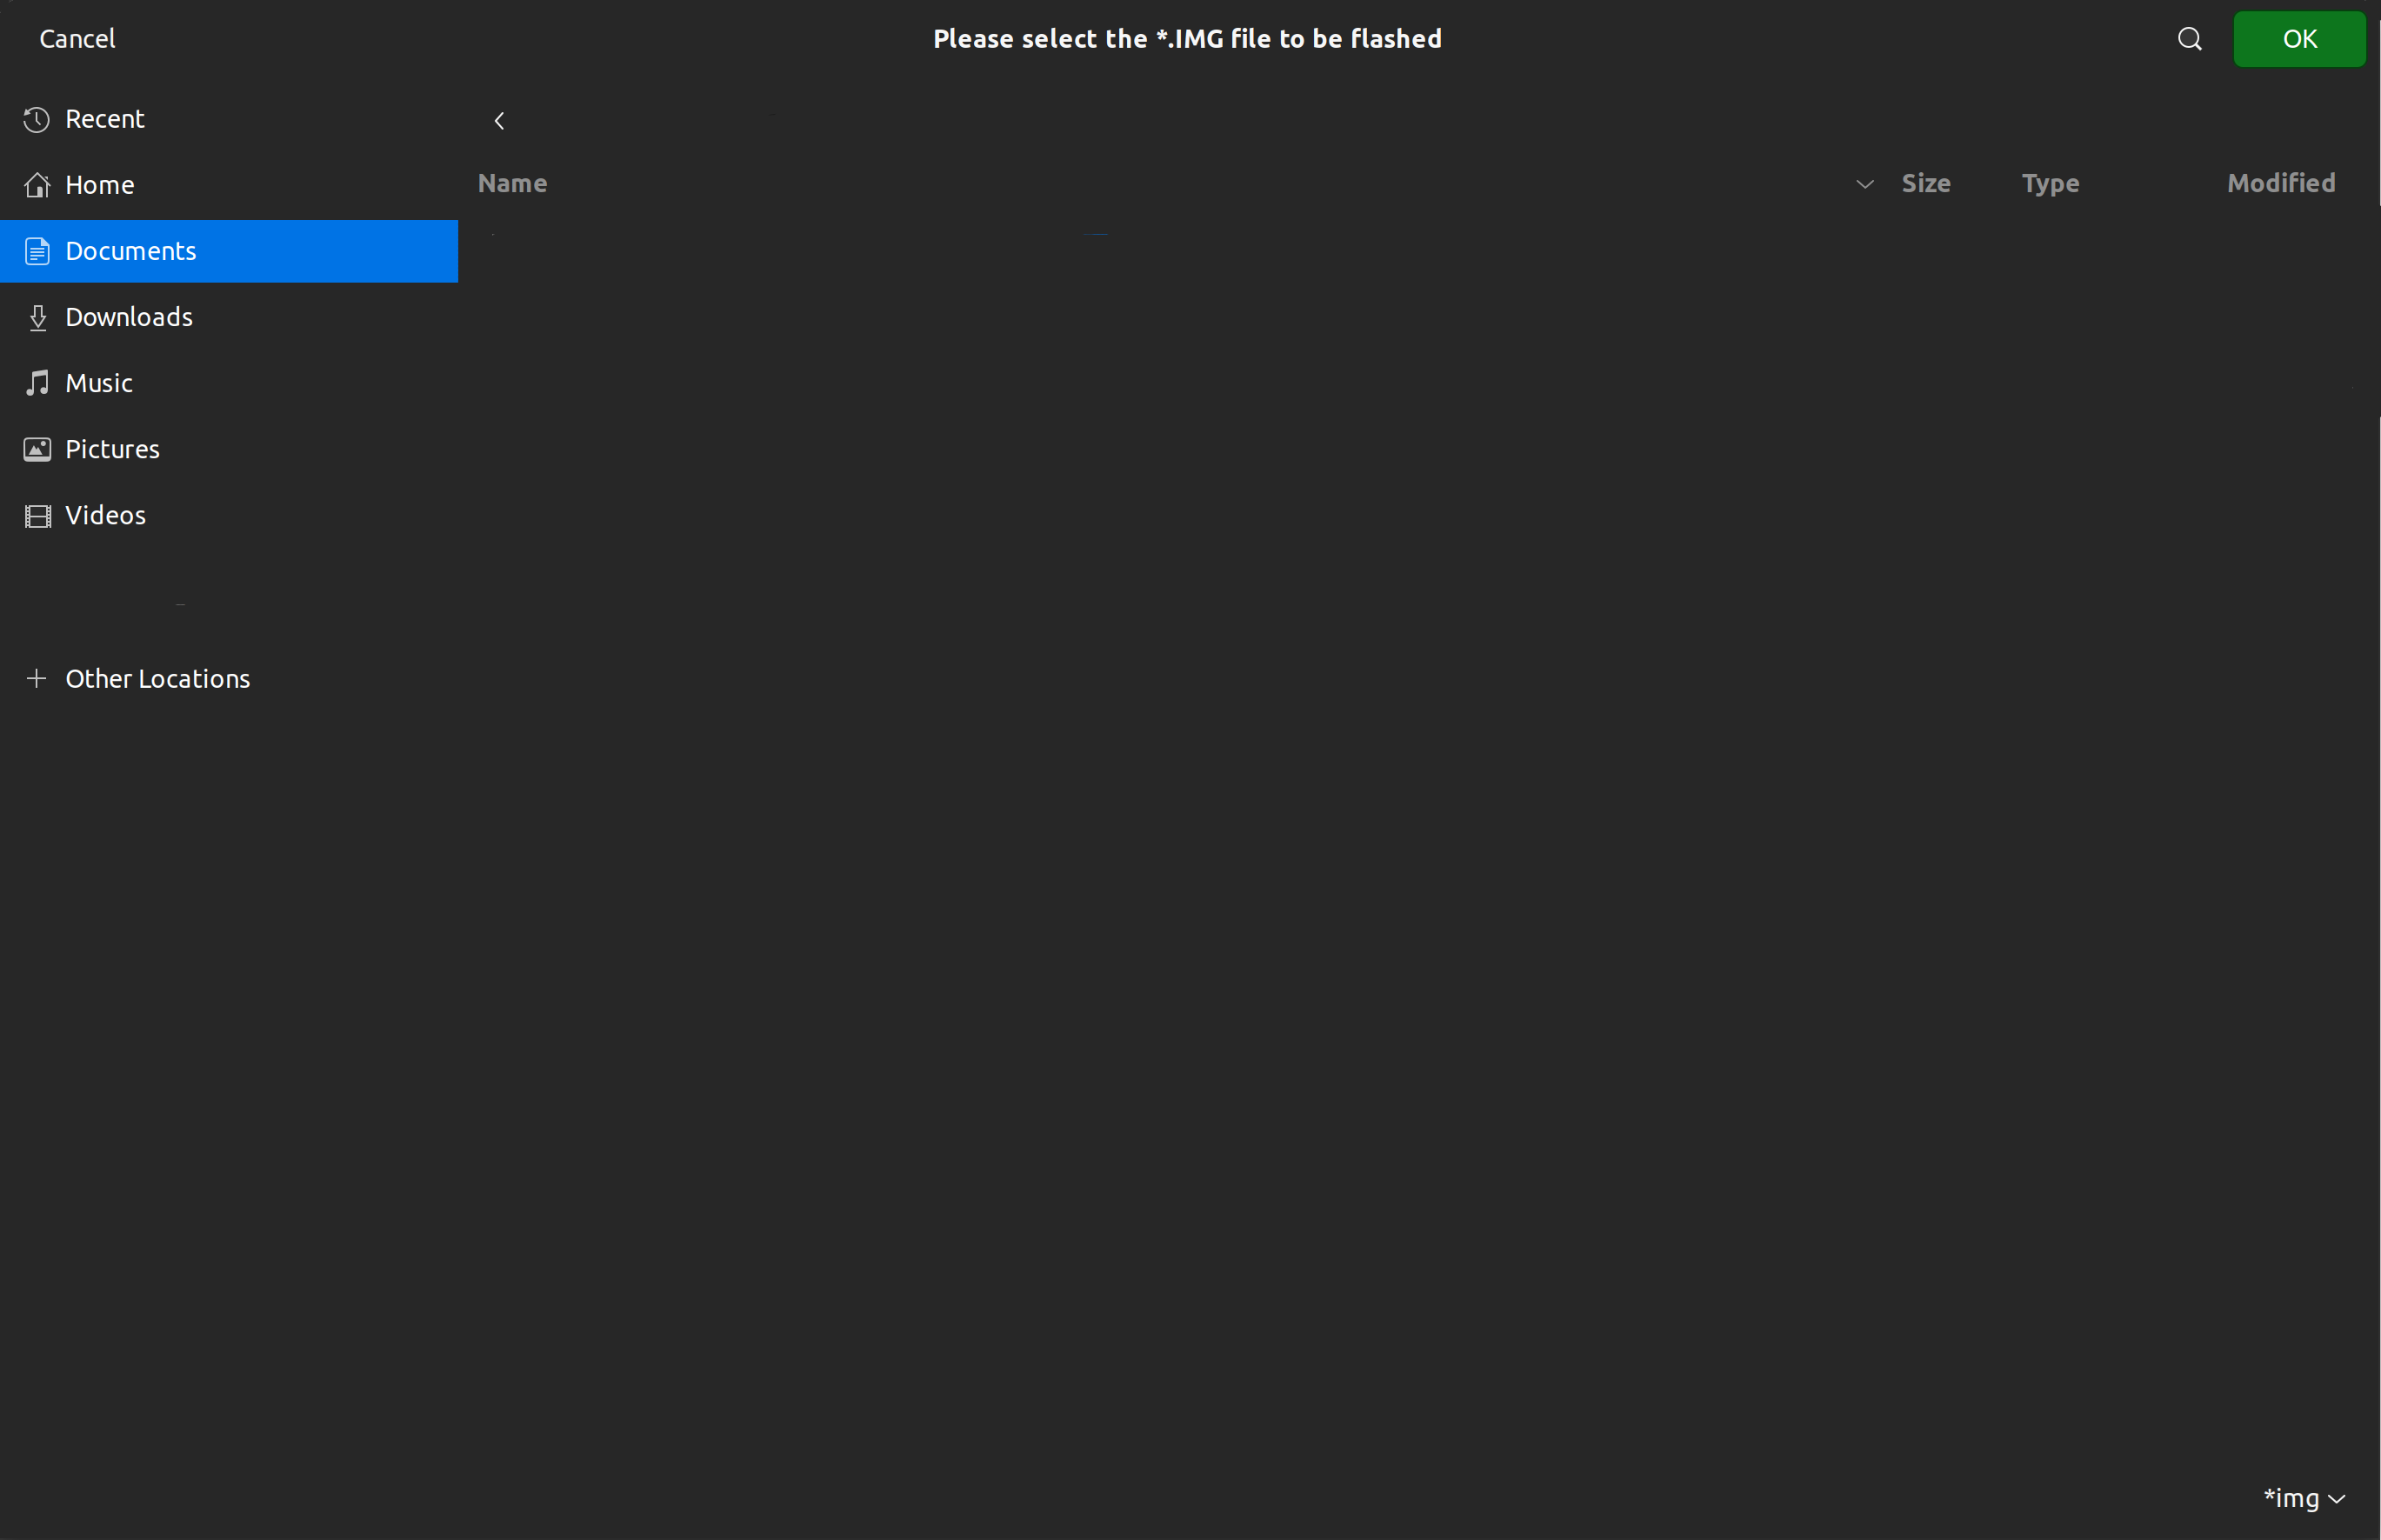 Cancel
Please select the *.IMG file to be flashed
OK
Recent
Home
Documents
Downloads
Music
Pictures
Videos
Other Locations
Name
Size
Type
Modified
*img